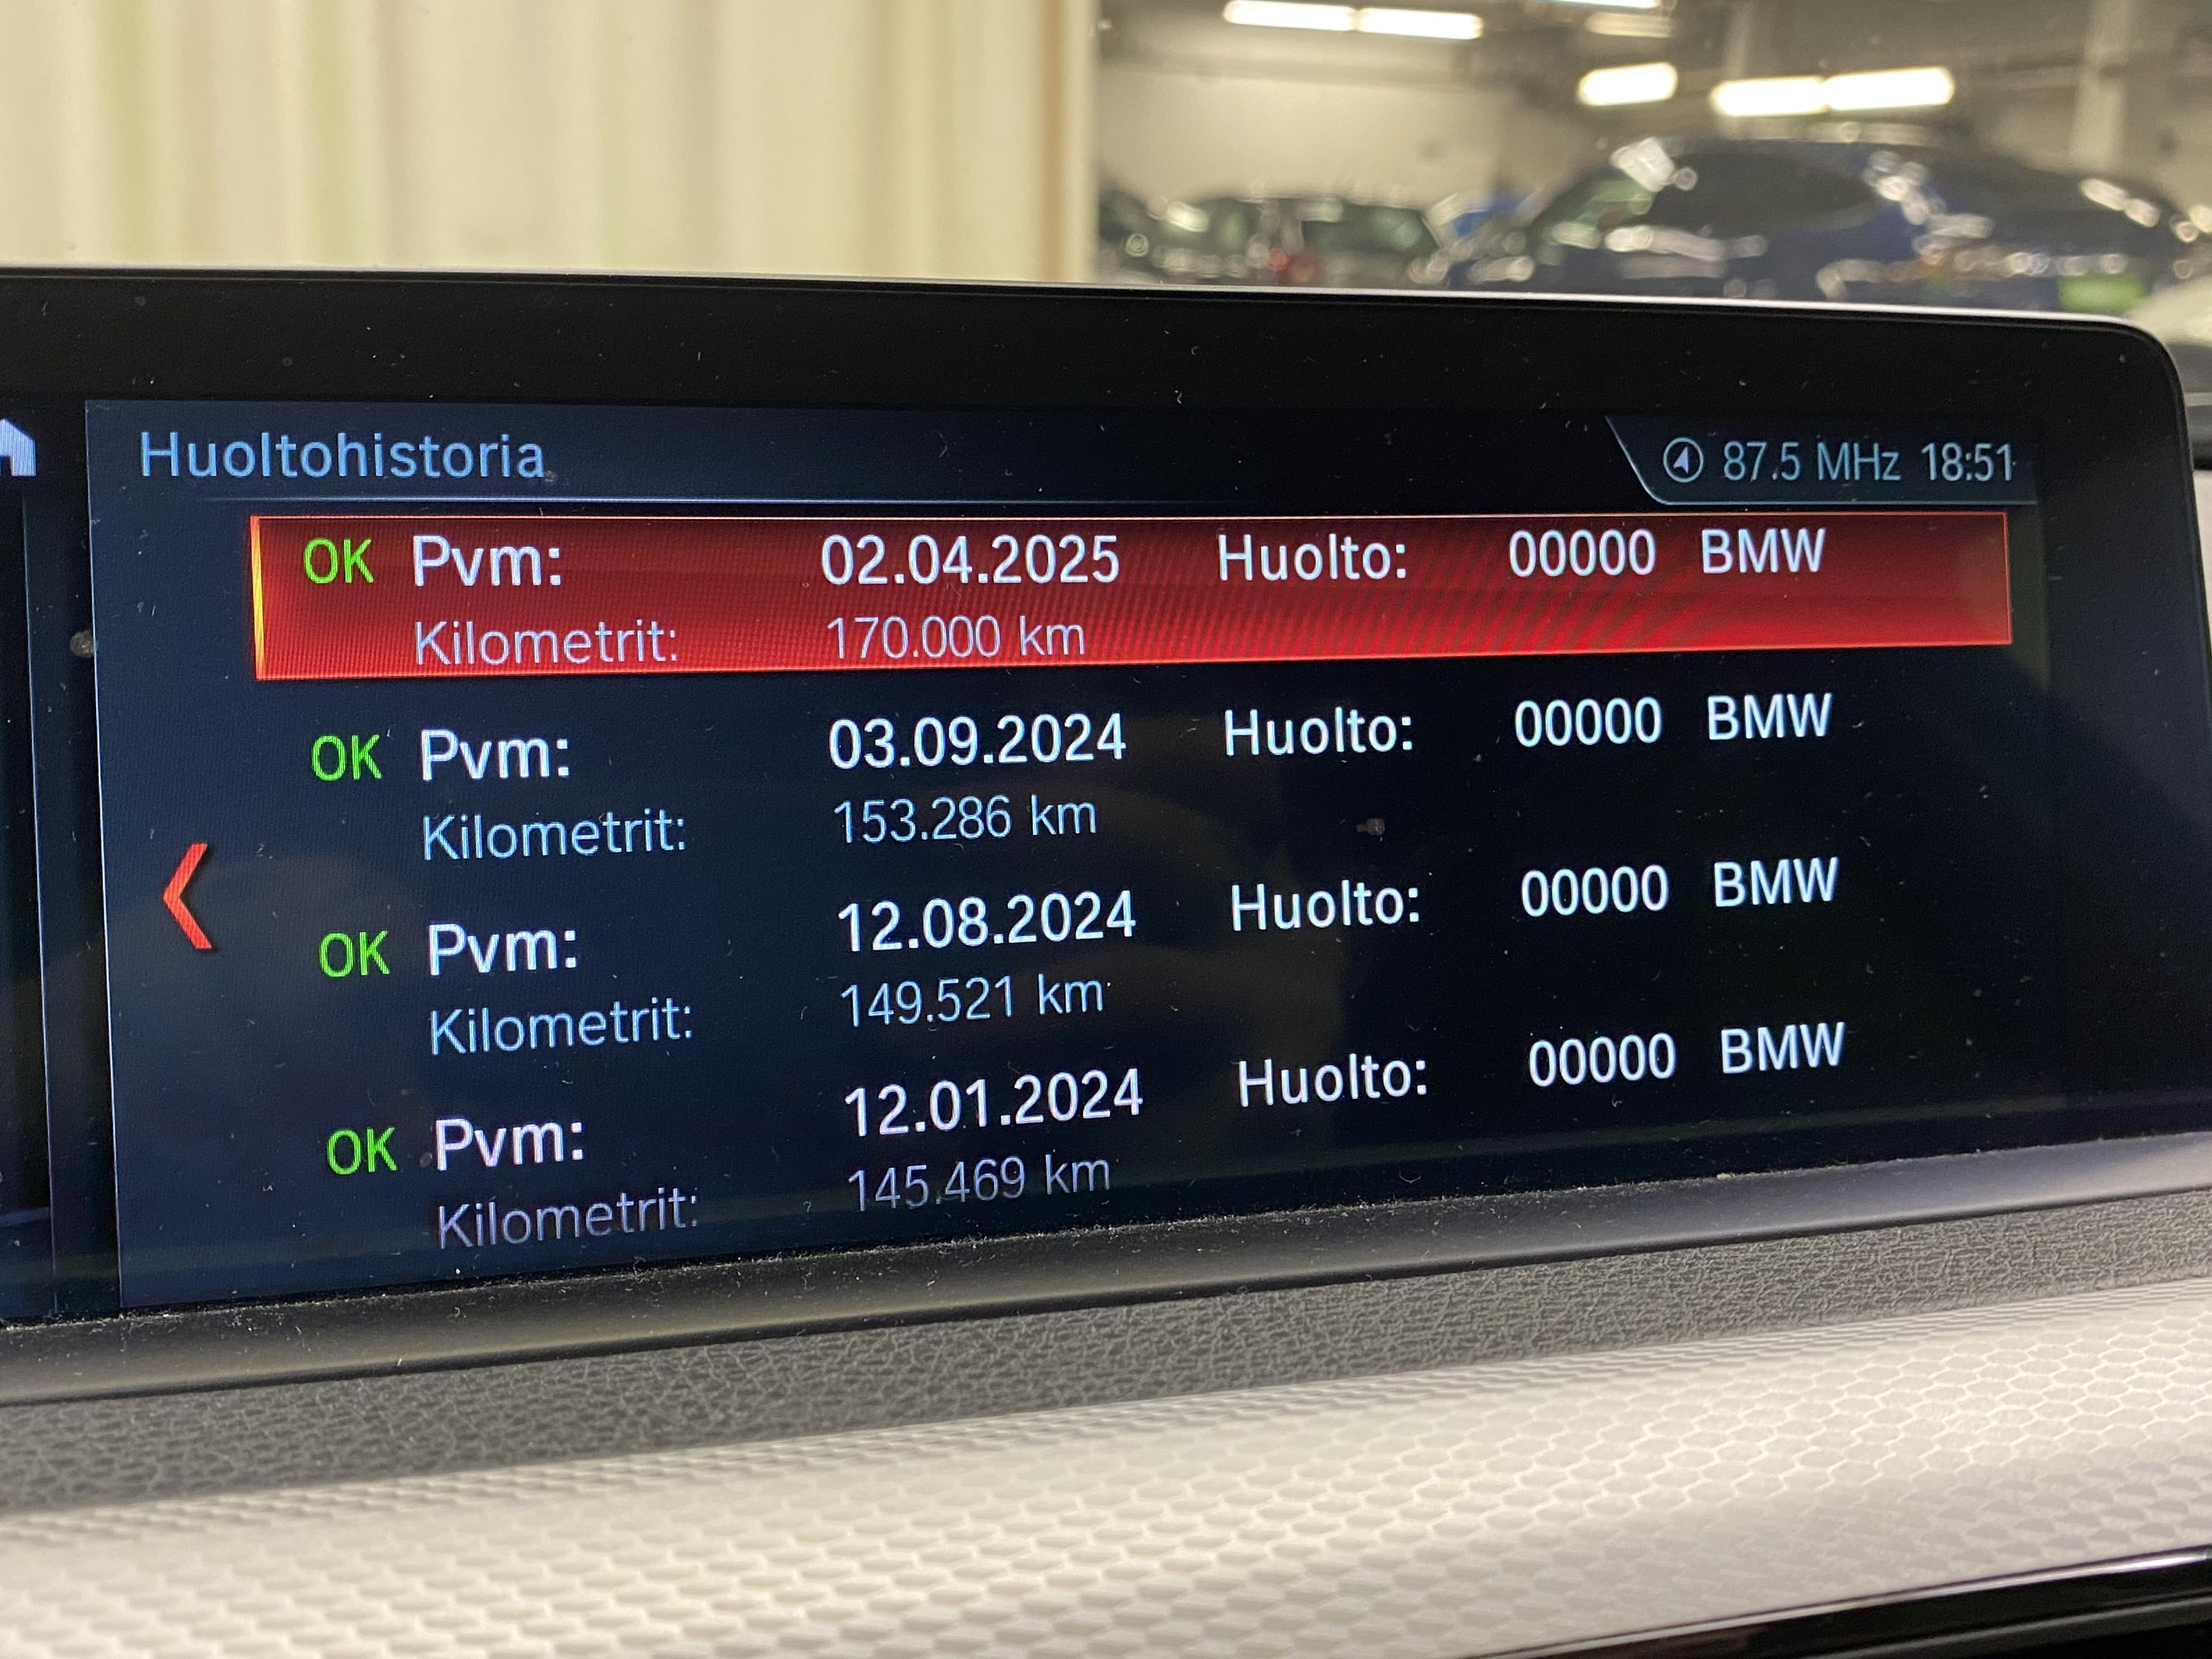 Huoltohistoria
87.5 MHz 18:51
OK Pvm: 02.04.2025 Huolto: 00000 BMW
Kilometrit: 170.000 km
OK Pvm: 03.09.2024 Huolto: 00000 BMW
Kilometrit: 153.286 km
OK Pvm: 12.08.2024 Huolto: 00000 BMW
Kilometrit: 149.521 km
OK Pvm: 12.01.2024 Huolto: 00000 BMW
Kilometrit: 145.469 km